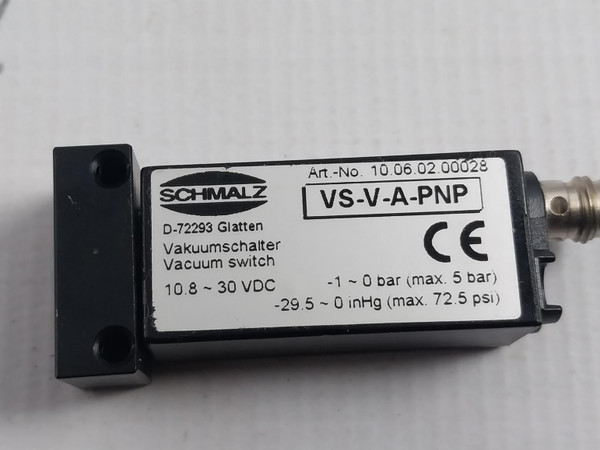 Art.-No. 10.06.02.00028
SCHMALZ
VS-V-A-PNP
D-72293 Glatten
Vakuumschalter
Vacuum switch
CE
10.8 ~ 30 VDC
-1 ~ 0 bar (max. 5 bar)
-29.5 ~ 0 inHg (max. 72.5 psi)